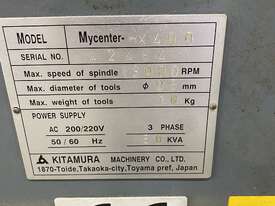 MODEL Mycenter-HX400
SERIAL NO.
Max. speed of spindle RPM
Max. diameter of tools φ mm
Max. weight of tools Kg
POWER SUPPLY
AC 200/220V 3 PHASE
50/60 Hz 30 KVA
KITAMURA MACHINERY CO., LTD.
1870-Toide, Takaoka-city, Toyama pref, Japan